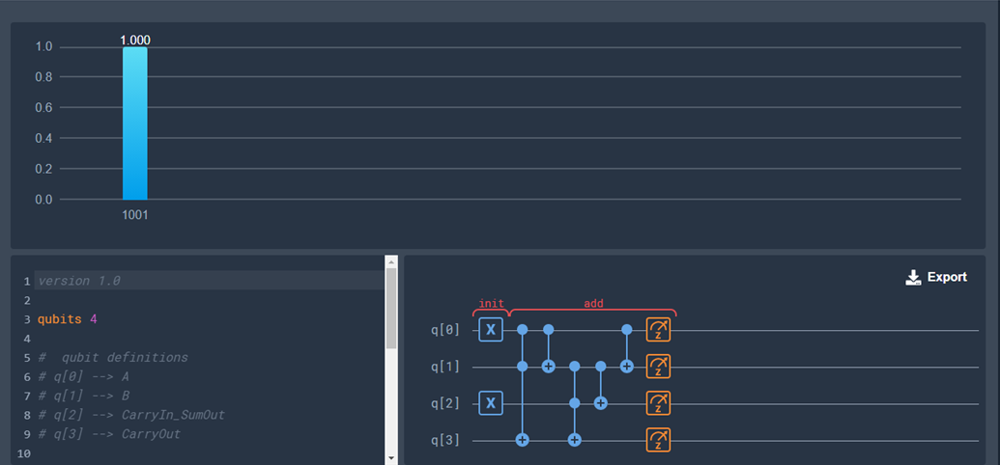 1.000
1.0
0.8
0.6
0.4
0.2
0.0
1001
1 version 1.0
2
3 qubits 4
4
5 #  qubit definitions
6 # q[0] --> A
7 # q[1] --> B
8 # q[2] --> CarryIn_SumOut
9 # q[3] --> CarryOut
10
Export
init add
q[0] X Z
q[1] Z
q[2] X Z
q[3] Z